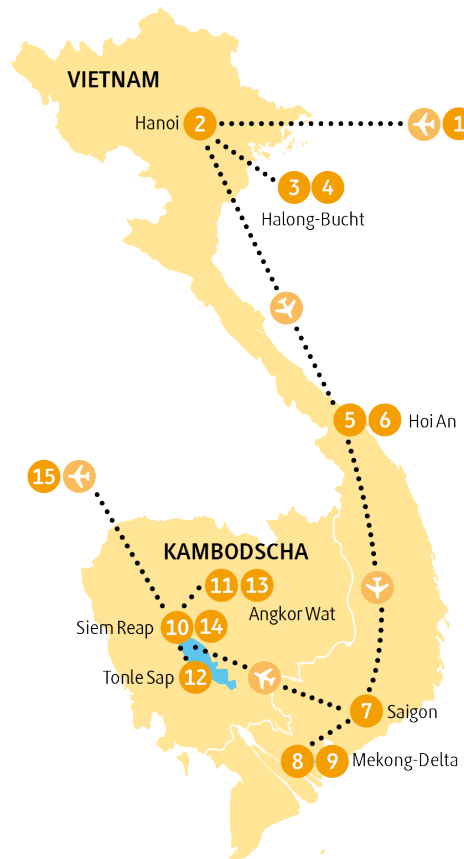 VIETNAM
Hanoi 2
1
3 4
Halong-Bucht
5 6 Hoi An
15
KAMBODSCHA
11 13
Angkor Wat
Siem Reap 10 14
Tonle Sap 12
7 Saigon
8 9 Mekong-Delta